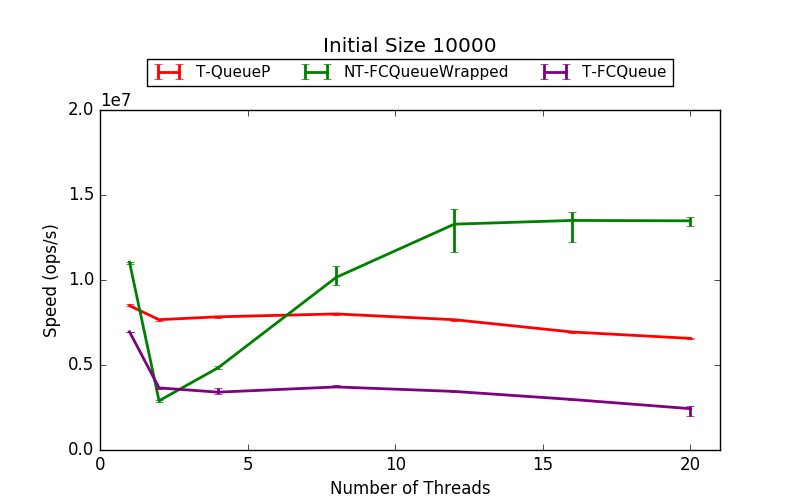 Initial Size 10000
T-QueueP NT-FCQueueWrapped T-FCQueue
1e7
2.0
1.5
1.0
0.5
0.0
Speed (ops/s)
0 5 10 15 20
Number of Threads